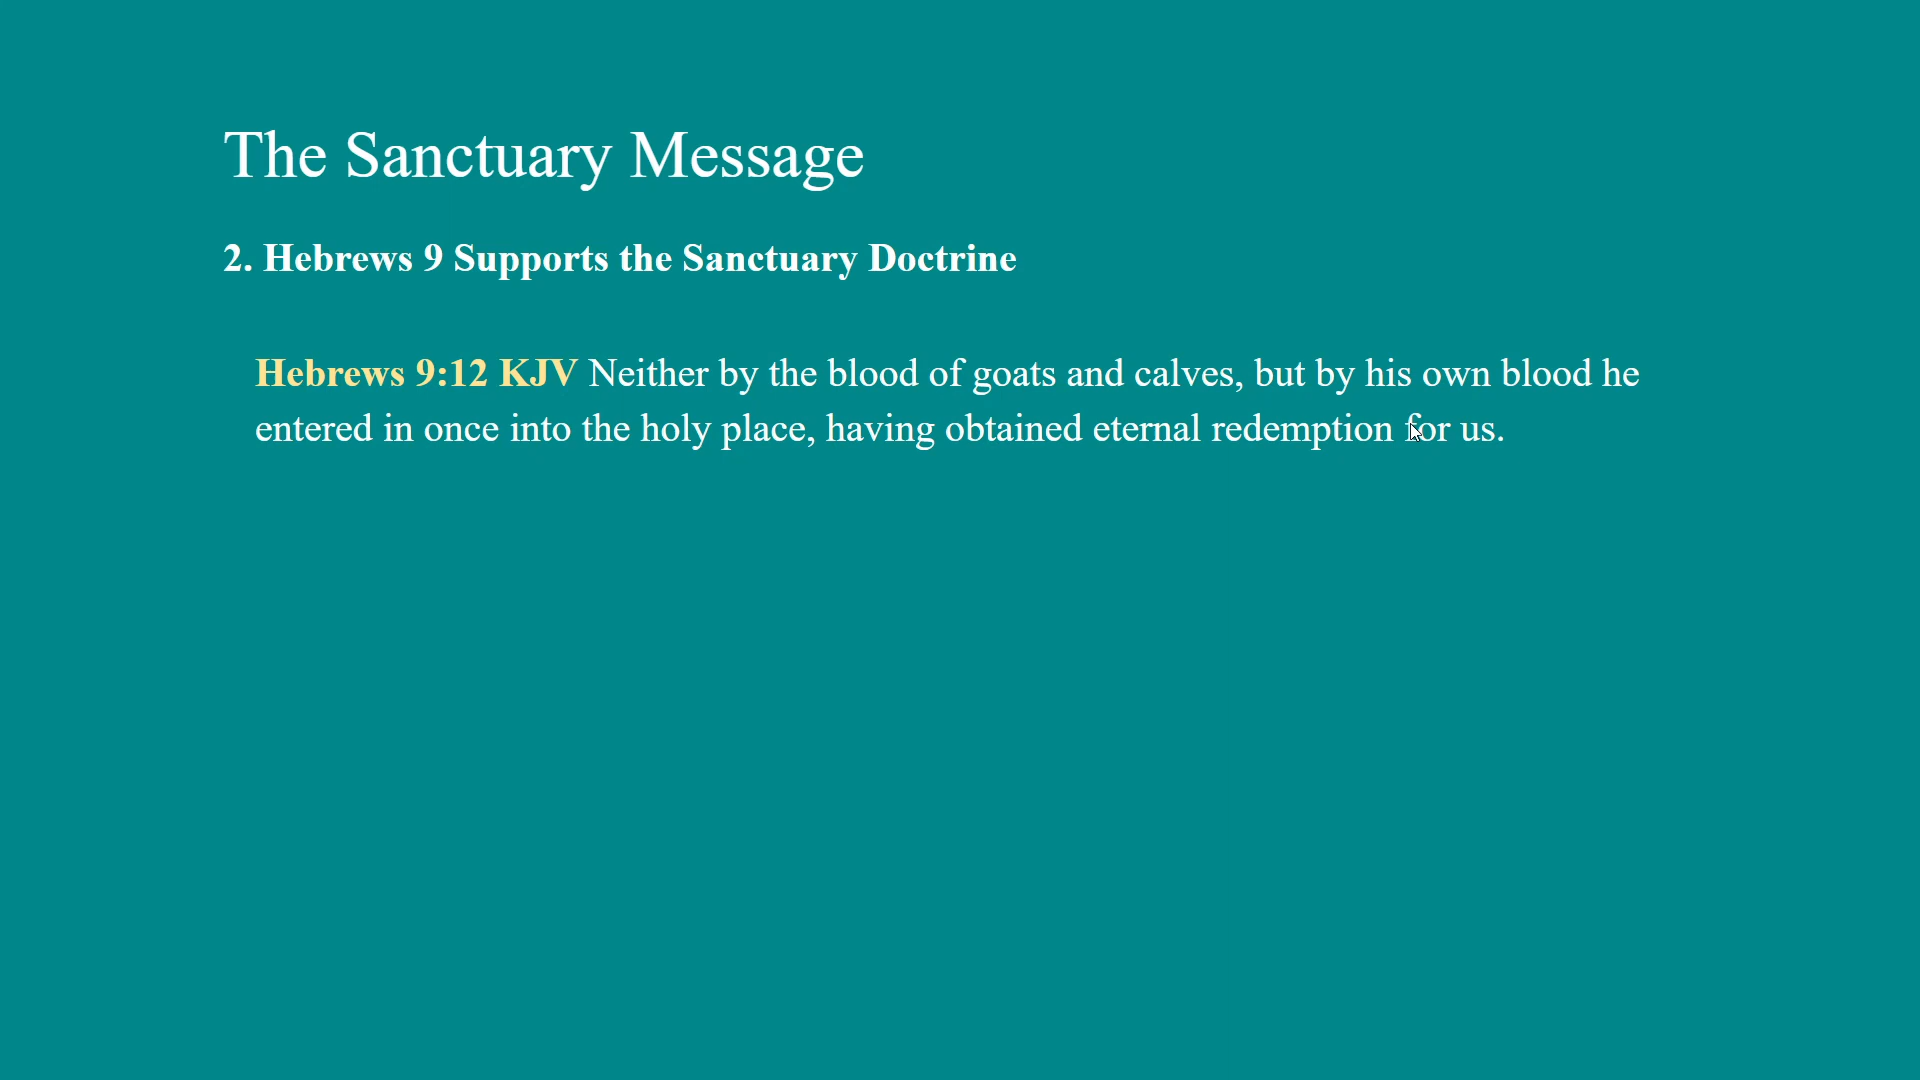 The Sanctuary Message
2. Hebrews 9 Supports the Sanctuary Doctrine
Hebrews 9:12 KJV Neither by the blood of goats and calves, but by his own blood he
entered in once into the holy place, having obtained eternal redemption for us.